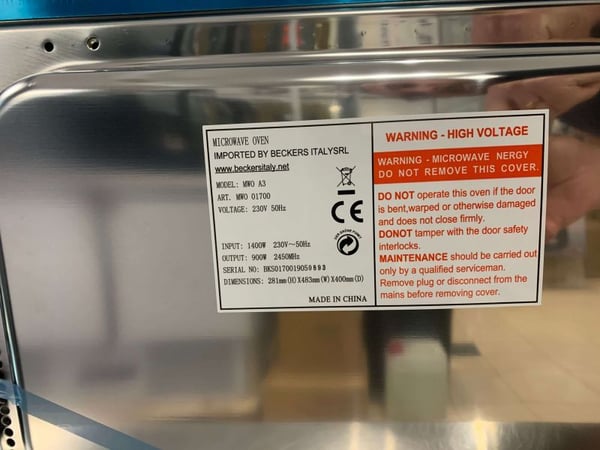 MICROWAVE OVEN
IMPORTED BY BECKERS ITALYSRL
www.beckersitaly.net
MODEL: MWO A3
ART. MWO 01700
VOLTAGE: 230V 50Hz
CE
INPUT: 1400W 230V~50Hz
OUTPUT: 900W 2450MHz
SERIAL NO: BKS0170019050893
DIMENSIONS: 281mm(H)X483mm(W)X400mm(D)
MADE IN CHINA
WARNING - HIGH VOLTAGE
WARNING - MICROWAVE NERGY
DO NOT REMOVE THIS COVER.
DO NOT operate this oven if the door
is bent,warped or otherwise damaged
and does not close firmly.
DONOT tamper with the door safety
interlocks.
MAINTENANCE should be carried out
only by a qualified serviceman.
Remove plug or disconnect from the
mains before removing cover.